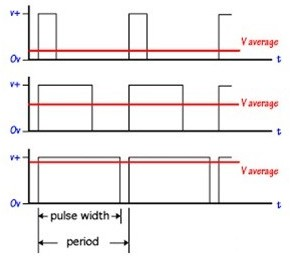 v+
V average
0v
t
v+
V average
0v
t
v+
V average
0v
t
pulse width
period